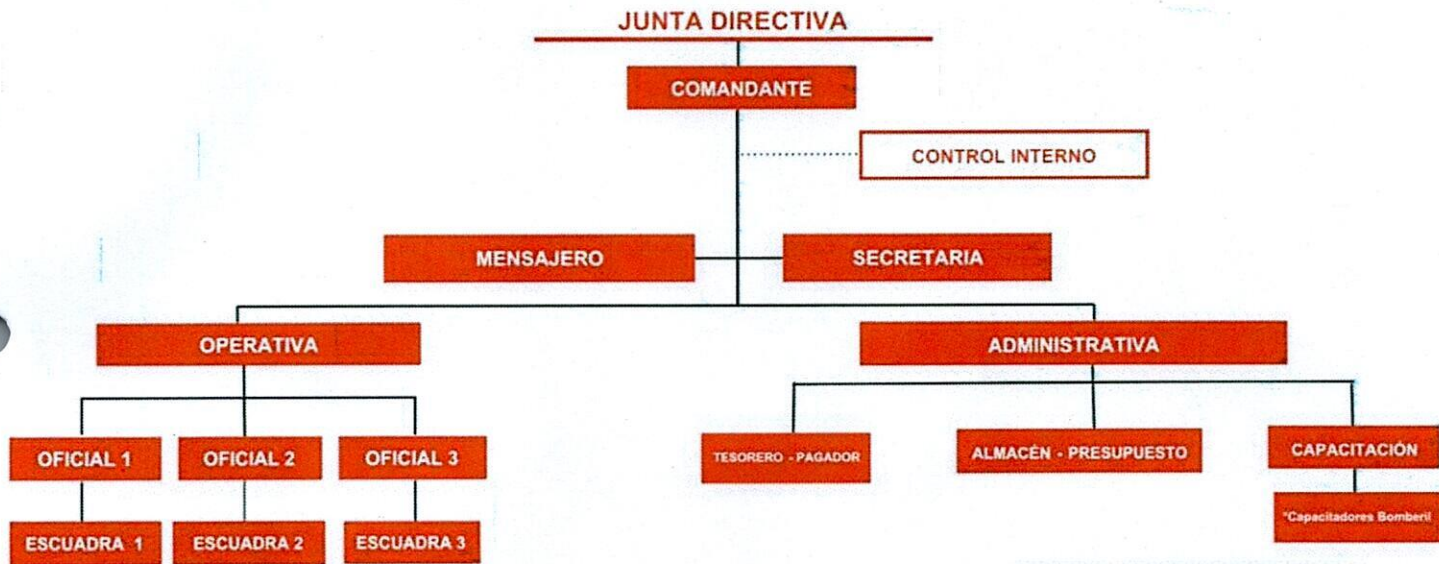 JUNTA DIRECTIVA
COMANDANTE
CONTROL INTERNO
MENSAJERO
SECRETARIA
OPERATIVA
ADMINISTRATIVA
OFICIAL 1
OFICIAL 2
OFICIAL 3
TESORERO - PAGADOR
ALMACÉN - PRESUPUESTO
CAPACITACIÓN
ESCUADRA 1
ESCUADRA 2
ESCUADRA 3
"Capacitadores Bomberil